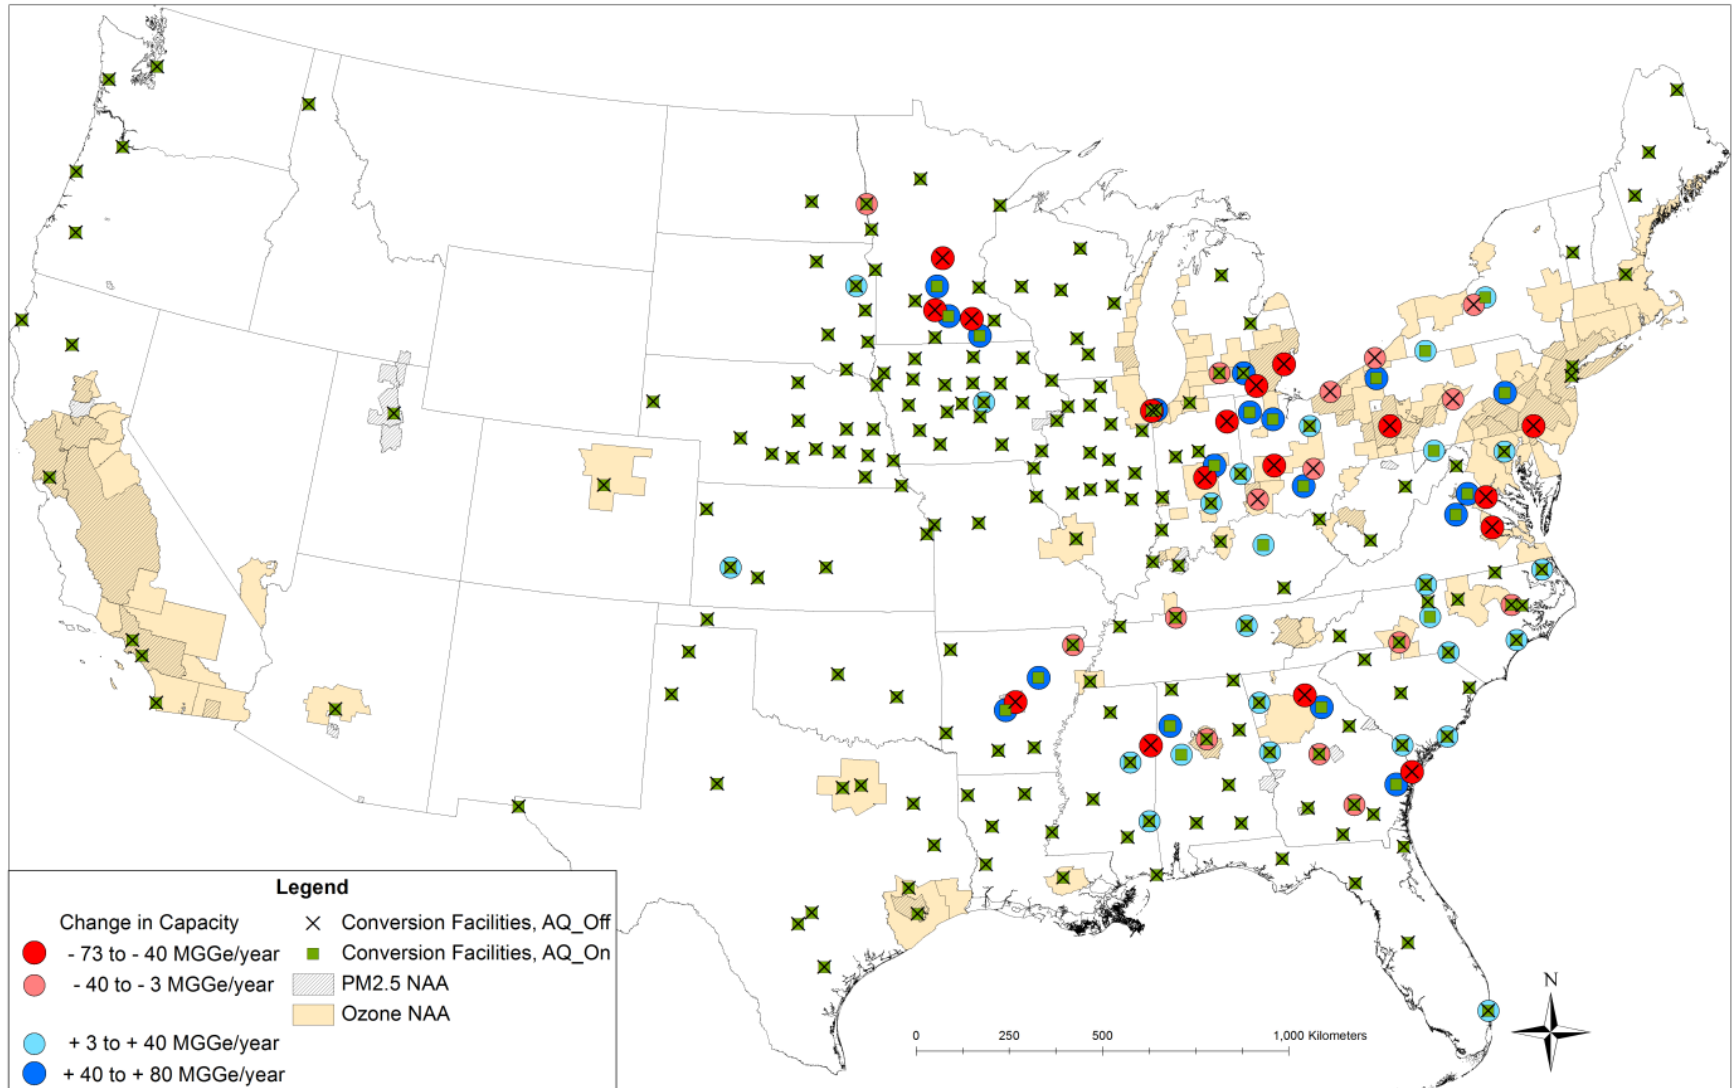 Legend
Change in Capacity
- 73 to - 40 MGGe/year
- 40 to - 3 MGGe/year
+ 3 to + 40 MGGe/year
+ 40 to + 80 MGGe/year
Conversion Facilities, AQ_Off
Conversion Facilities, AQ_On
PM2.5 NAA
Ozone NAA
0 250 500 1,000 Kilometers
N